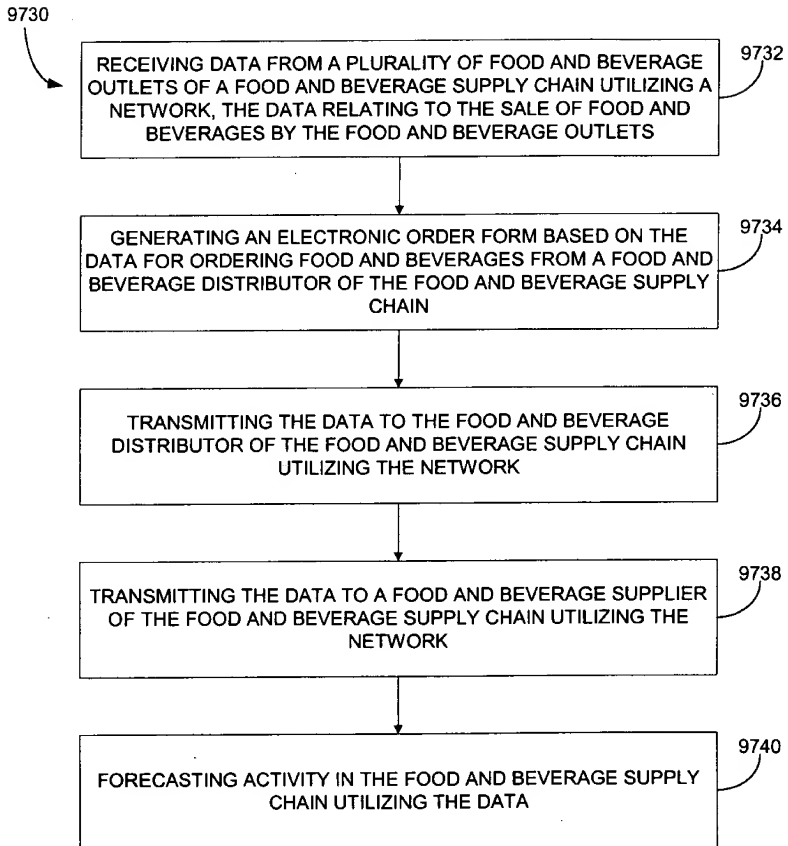 9730
RECEIVING DATA FROM A PLURALITY OF FOOD AND BEVERAGE
OUTLETS OF A FOOD AND BEVERAGE SUPPLY CHAIN UTILIZING A
NETWORK, THE DATA RELATING TO THE SALE OF FOOD AND
BEVERAGES BY THE FOOD AND BEVERAGE OUTLETS
9732
GENERATING AN ELECTRONIC ORDER FORM BASED ON THE
DATA FOR ORDERING FOOD AND BEVERAGES FROM A FOOD AND
BEVERAGE DISTRIBUTOR OF THE FOOD AND BEVERAGE SUPPLY
CHAIN
9734
TRANSMITTING THE DATA TO THE FOOD AND BEVERAGE
DISTRIBUTOR OF THE FOOD AND BEVERAGE SUPPLY CHAIN
UTILIZING THE NETWORK
9736
TRANSMITTING THE DATA TO A FOOD AND BEVERAGE SUPPLIER
OF THE FOOD AND BEVERAGE SUPPLY CHAIN UTILIZING THE
NETWORK
9738
FORECASTING ACTIVITY IN THE FOOD AND BEVERAGE SUPPLY
CHAIN UTILIZING THE DATA
9740